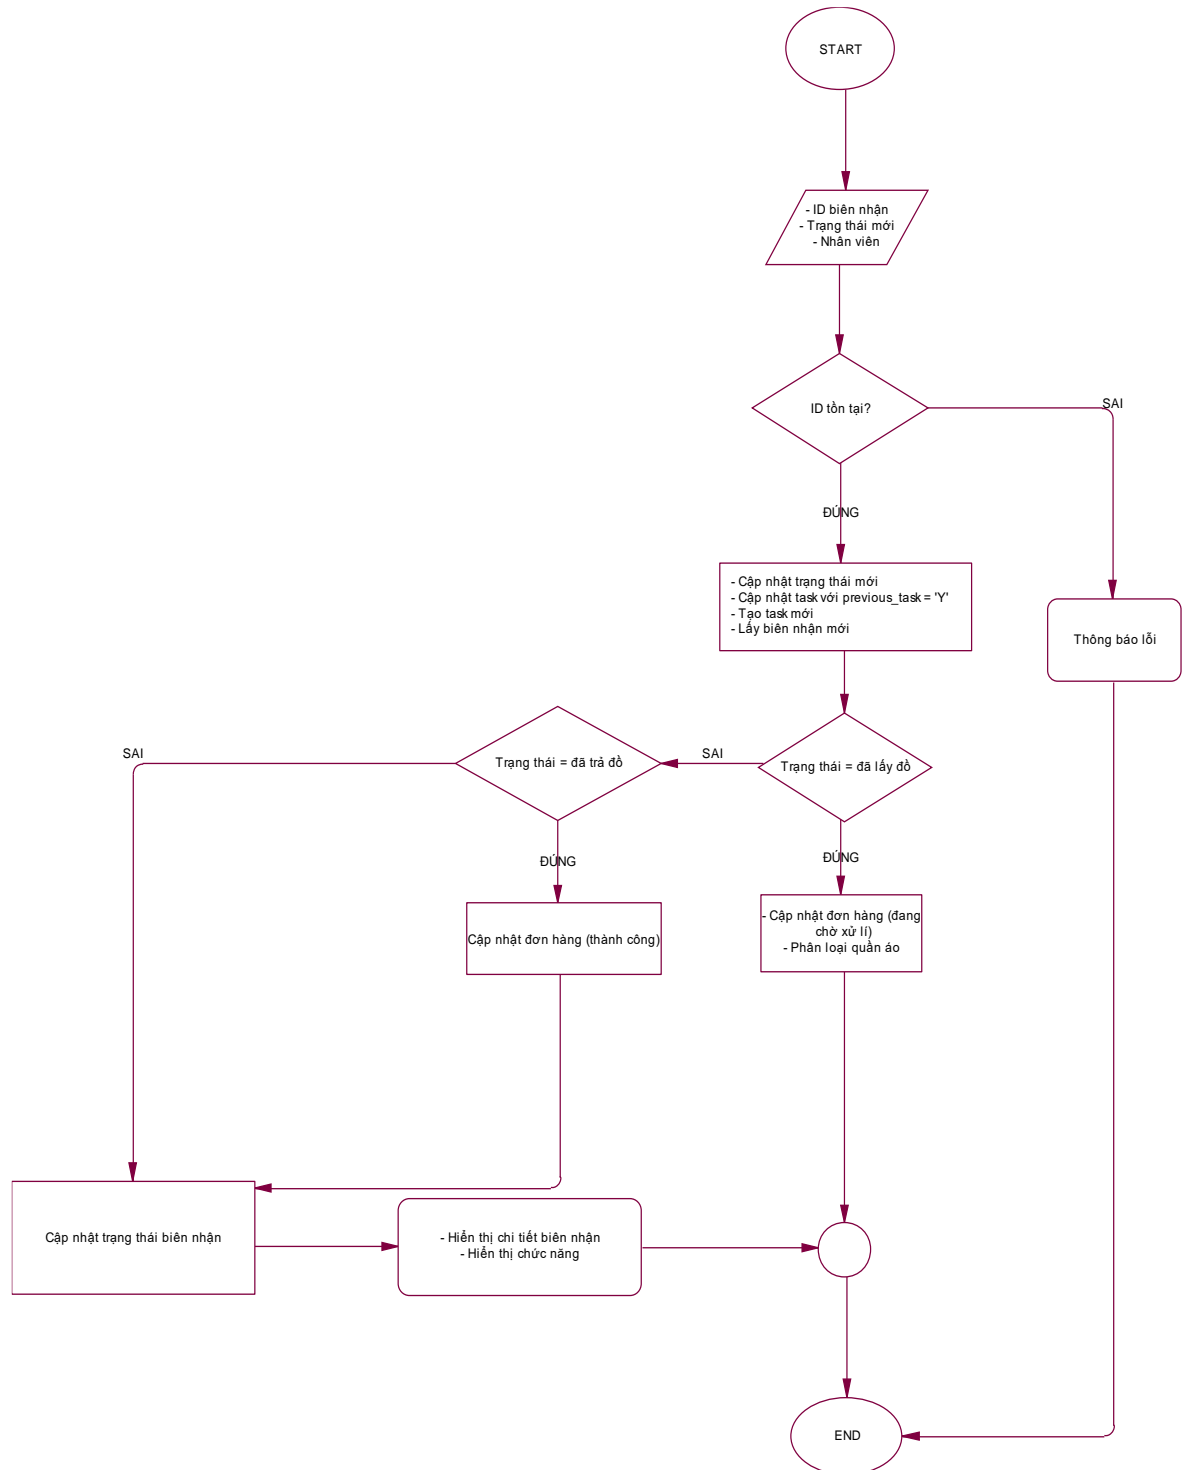 START
- ID biên nhận
- Trạng thái mới
- Nhân viên
ID tồn tại?
SAI
ĐÚNG
- Cập nhật trạng thái mới
- Cập nhật task với previous_task = 'Y'
- Tạo task mới
- Lấy biên nhận mới
Thông báo lỗi
SAI
Trạng thái = đã trả đồ
SAI
Trạng thái = đã lấy đồ
ĐÚNG
ĐÚNG
Cập nhật đơn hàng (thành công)
- Cập nhật đơn hàng (đang
chờ xử lí)
- Phân loại quần áo
Cập nhật trạng thái biên nhận
- Hiển thị chi tiết biên nhận
- Hiển thị chức năng
END